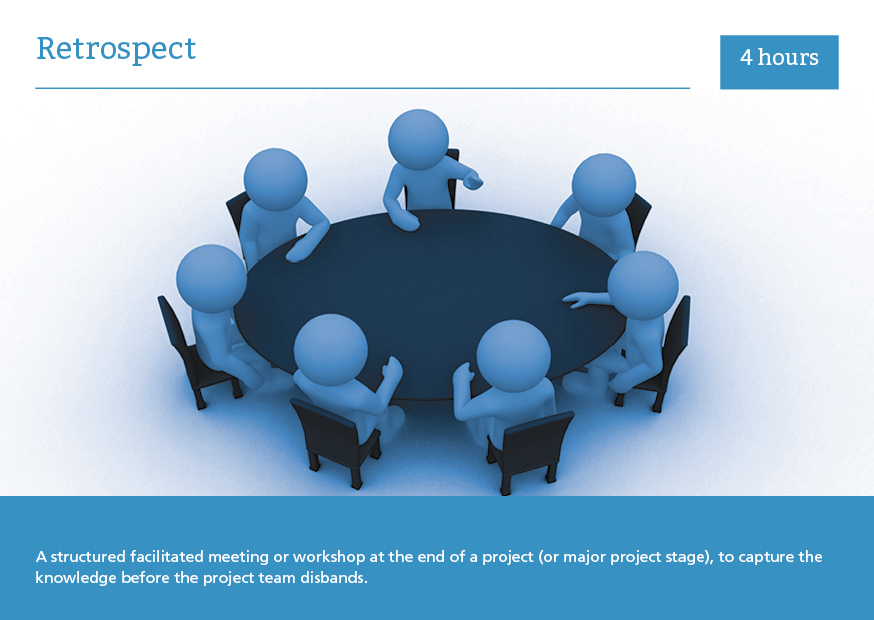 Retrospect
4 hours
A structured facilitated meeting or workshop at the end of a project (or major project stage), to capture the
knowledge before the project team disbands.